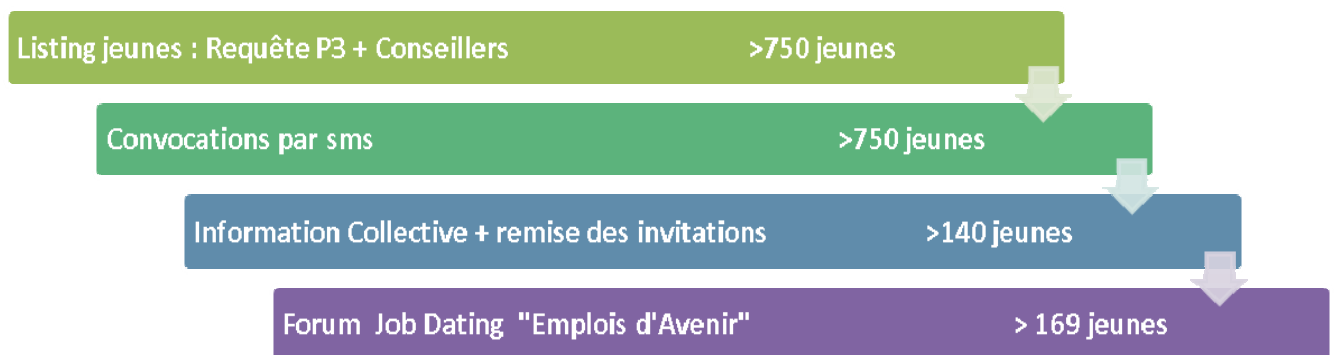 Listing jeunes : Requête P3 + Conseillers >750 jeunes
Convocations par sms >750 jeunes
Information Collective + remise des invitations >140 jeunes
Forum Job Dating "Emplois d'Avenir" > 169 jeunes